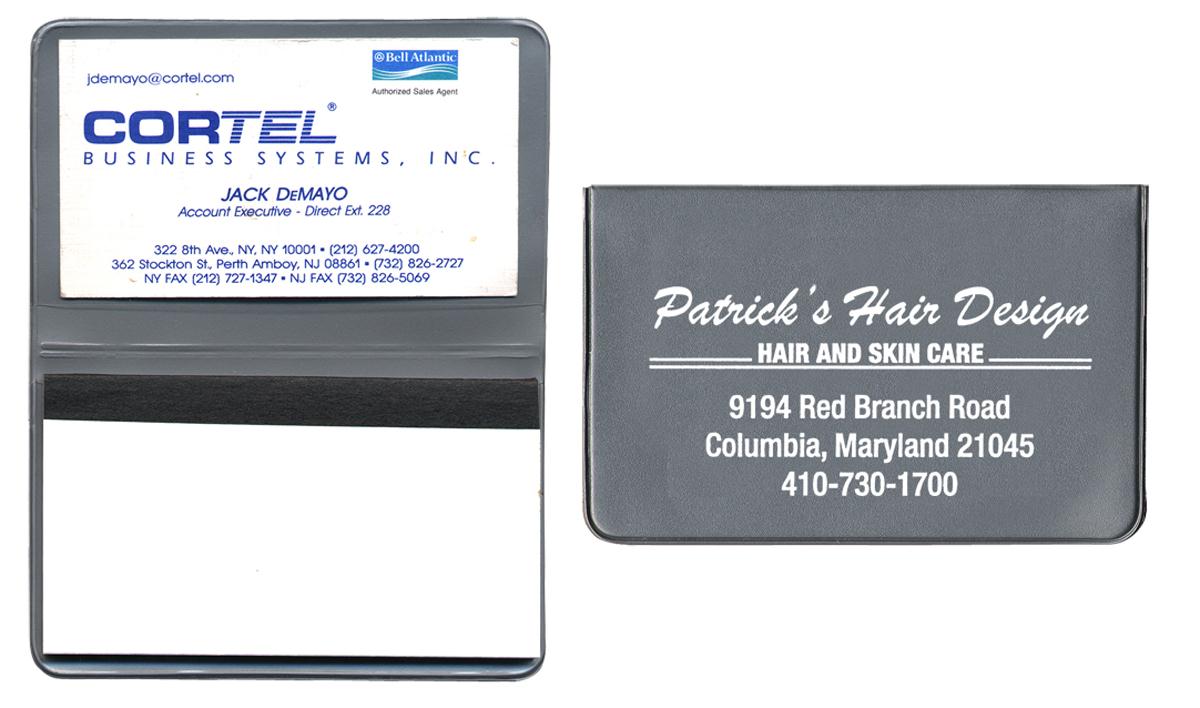 jdemayo@cortel.com
Bell Atlantic
Authorized Sales Agent
CORTEL®
BUSINESS SYSTEMS, INC.
JACK DEMAYO
Account Executive - Direct Ext. 228
322 8th Ave., NY, NY 10001 • (212) 627-4200
362 Stockton St., Perth Amboy, NJ 08861 • (732) 826-2727
NY FAX (212) 727-1347 • NJ FAX (732) 826-5069
Patrick's Hair Design
HAIR AND SKIN CARE
9194 Red Branch Road
Columbia, Maryland 21045
410-730-1700